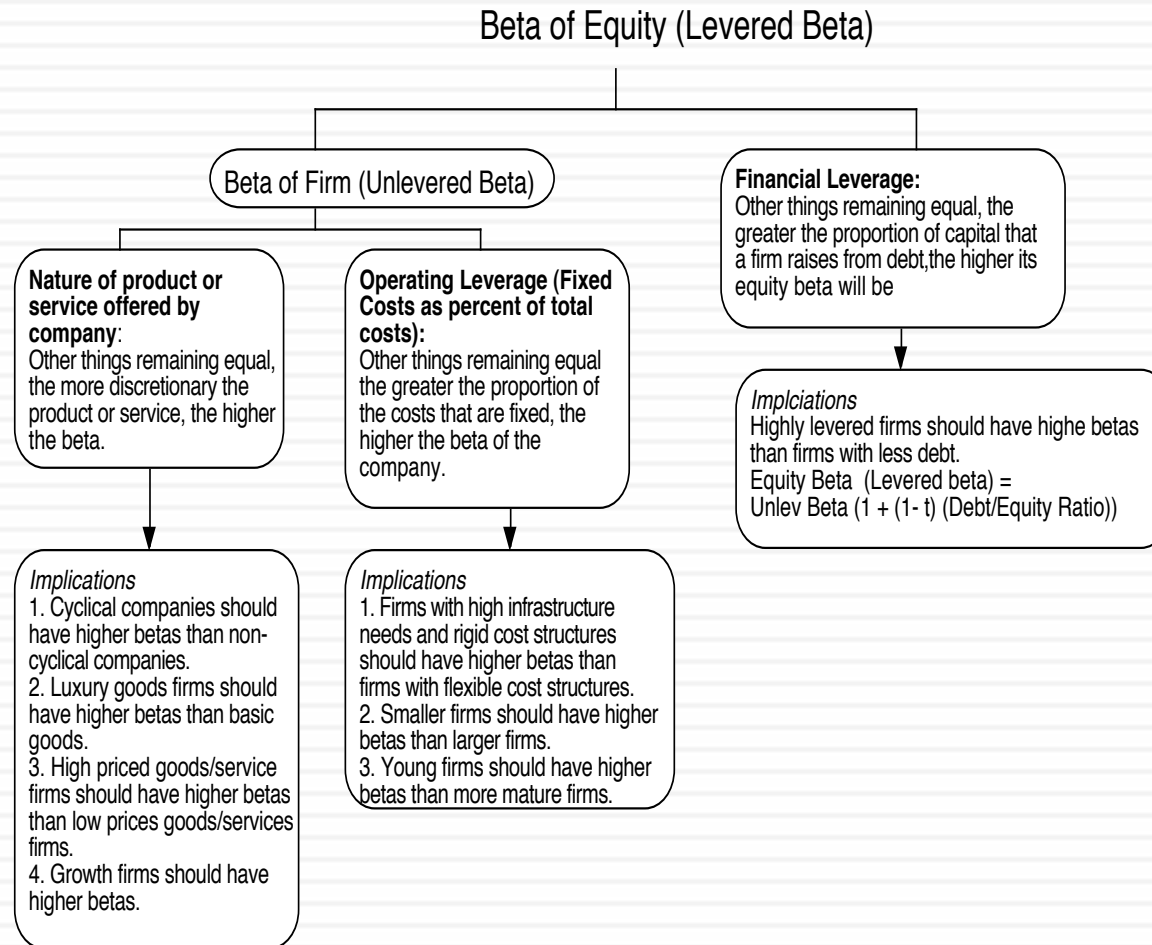 Beta of Equity (Levered Beta)
Beta of Firm (Unlevered Beta)
Nature of product or
service offered by
company:
Other things remaining equal,
the more discretionary the
product or service, the higher
the beta.
Operating Leverage (Fixed
Costs as percent of total
costs):
Other things remaining equal
the greater the proportion of
the costs that are fixed, the
higher the beta of the
company.
Financial Leverage:
Other things remaining equal, the
greater the proportion of capital that
a firm raises from debt,the higher its
equity beta will be
Implications
1. Cyclical companies should
have higher betas than non-
cyclical companies.
2. Luxury goods firms should
have higher betas than basic
goods.
3. High priced goods/service
firms should have higher betas
than low prices goods/services
firms.
4. Growth firms should have
higher betas.
Implications
1. Firms with high infrastructure
needs and rigid cost structures
should have higher betas than
firms with flexible cost structures.
2. Smaller firms should have higher
betas than larger firms.
3. Young firms should have higher
betas than more mature firms.
Implciations
Highly levered firms should have highe betas
than firms with less debt.
Equity Beta (Levered beta) =
Unlev Beta (1 + (1- t) (Debt/Equity Ratio))